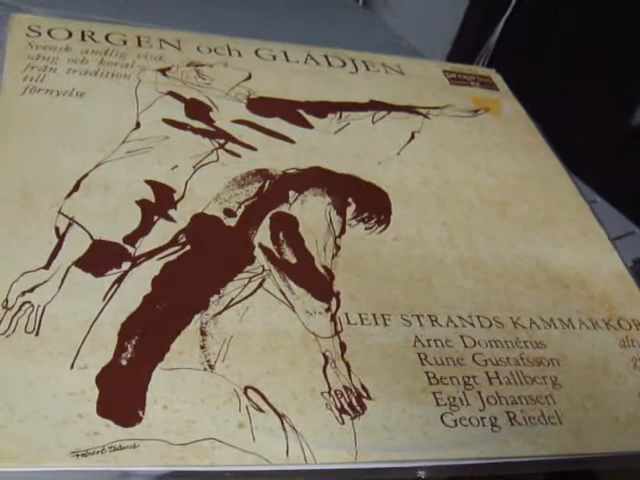 SORGEN och GLÄDJEN
Svensk andlig visa,
sång och koral
från tradition
till
förnyelse
proprius
LEIF STRANDS KAMMARKÖR
Arne Domnérus
Rune Gustafsson
Bengt Hallberg
Egil Johansen
Georg Riedel